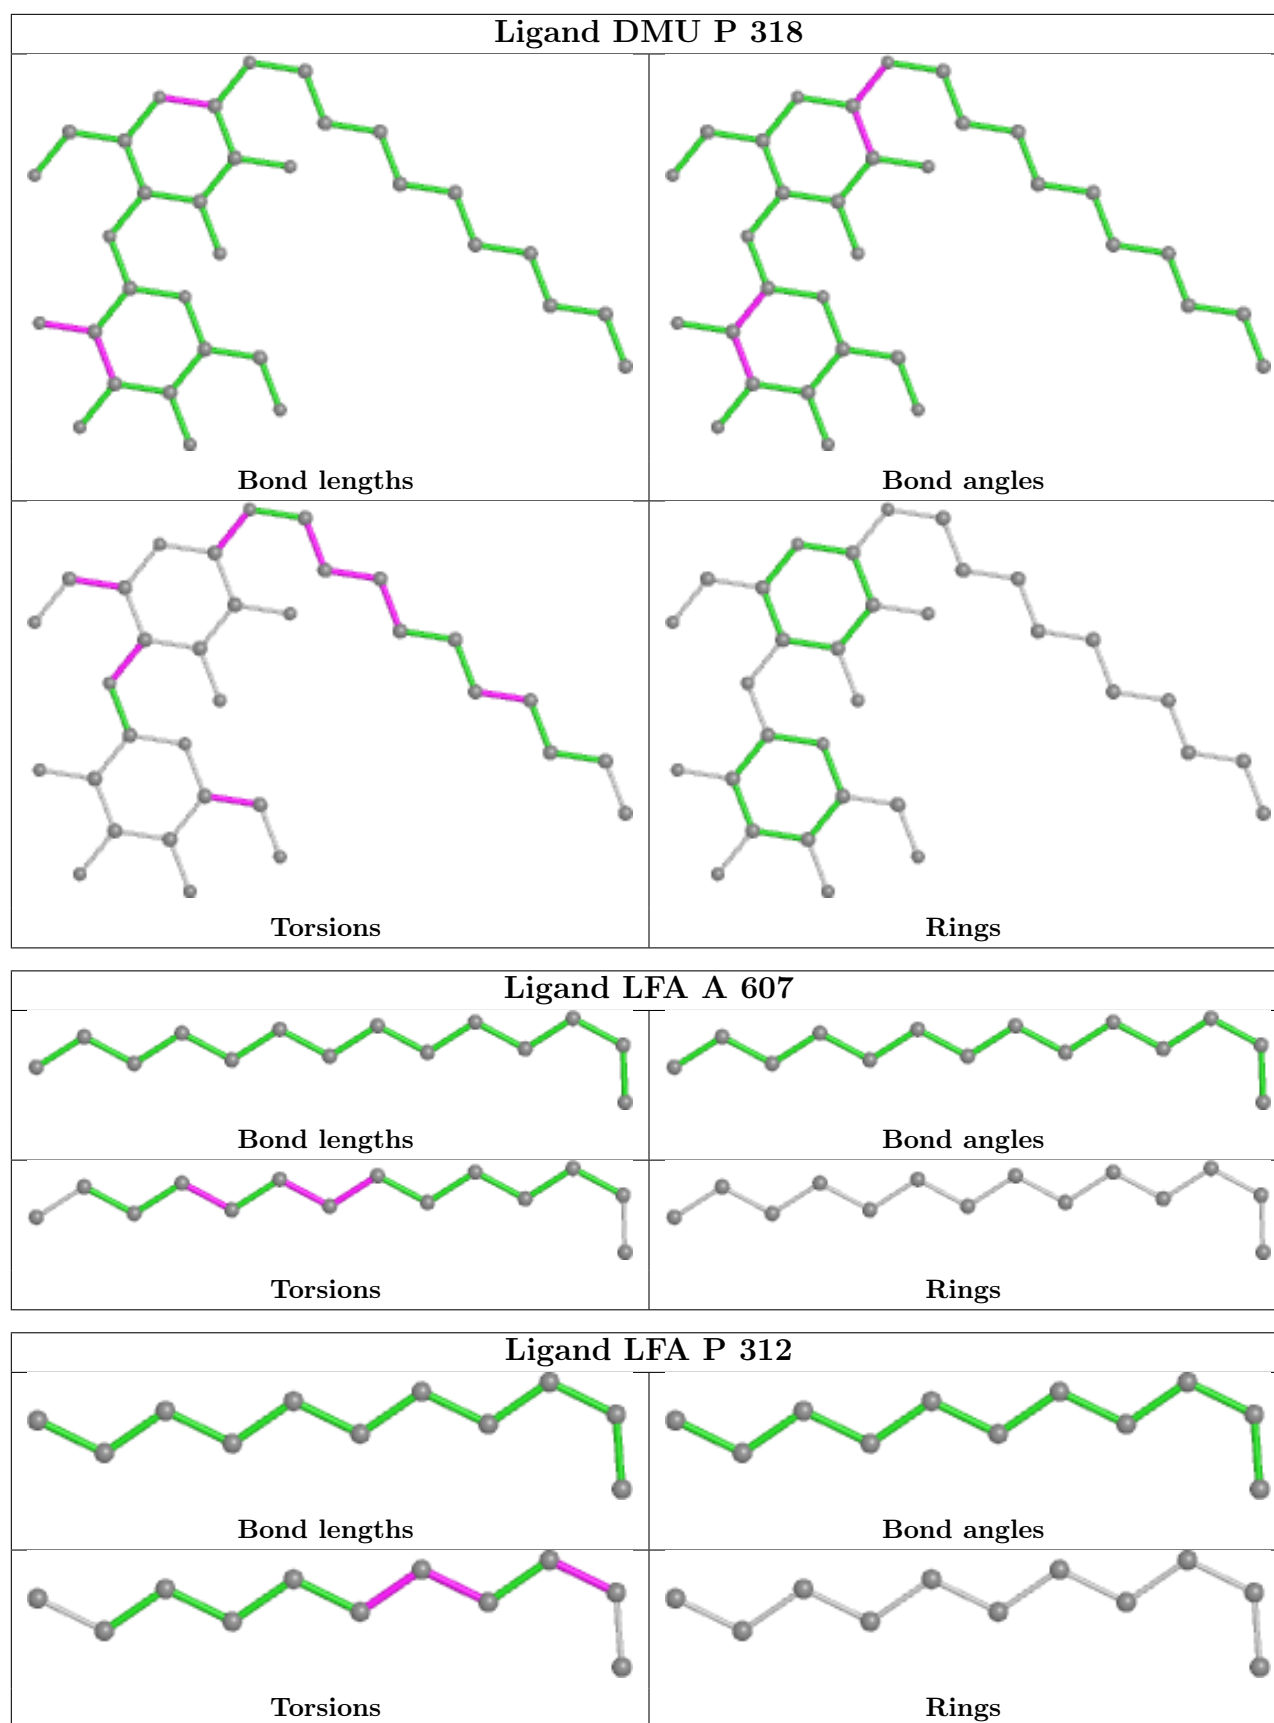 Ligand DMU P 318
Bond lengths
Bond angles
Torsions
Rings
Ligand LFA A 607
Bond lengths
Bond angles
Torsions
Rings
Ligand LFA P 312
Bond lengths
Bond angles
Torsions
Rings